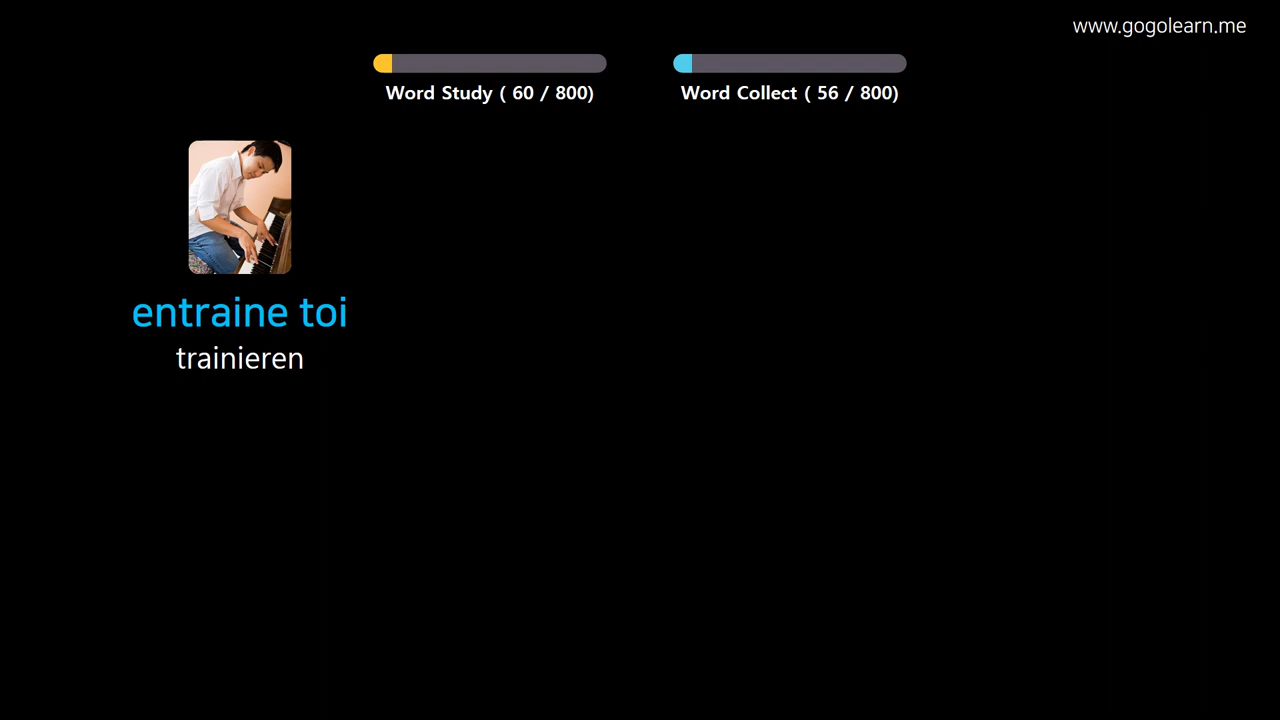 www.gogolearn.me
Word Study ( 60 / 800)
Word Collect ( 56 / 800)
entraine toi
trainieren